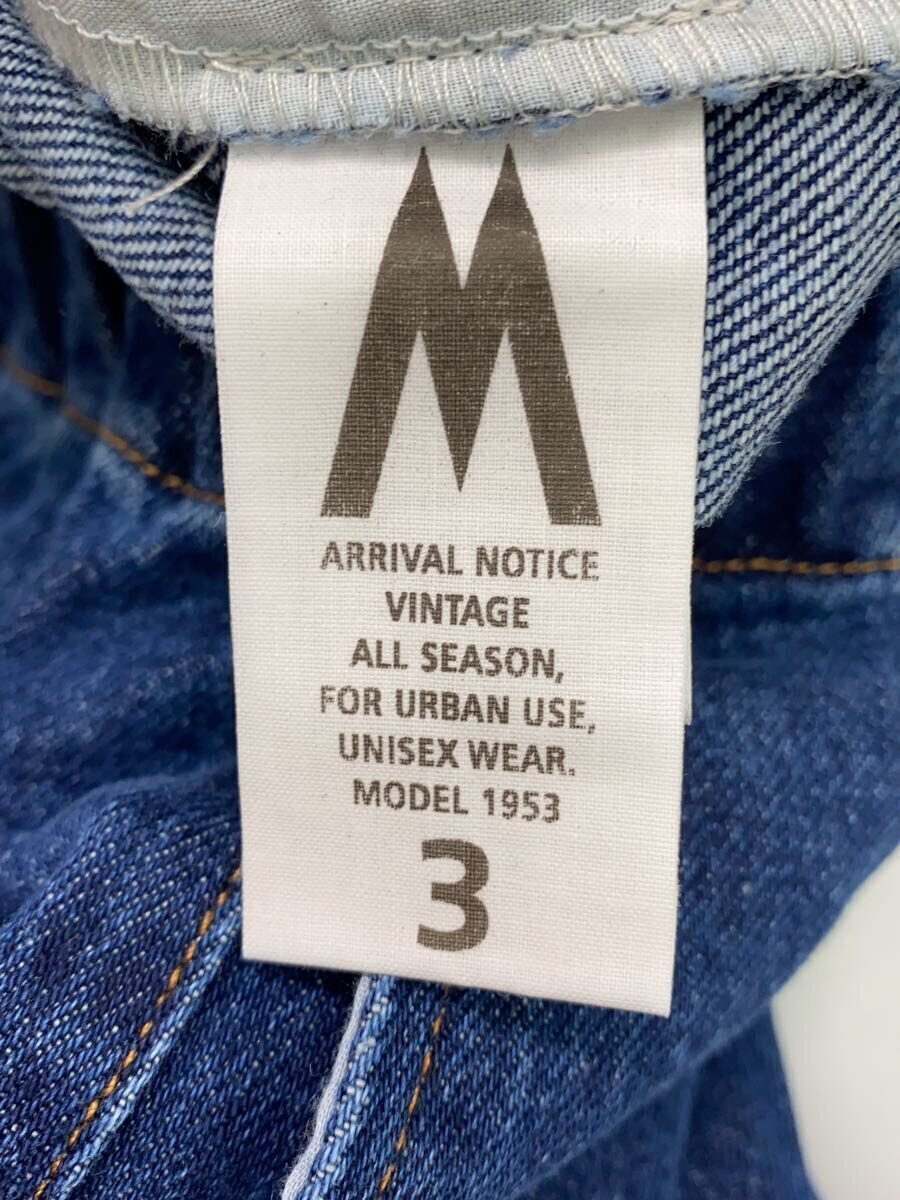 M
ARRIVAL NOTICE
VINTAGE
ALL SEASON,
FOR URBAN USE,
UNISEX WEAR.
MODEL 1953
3